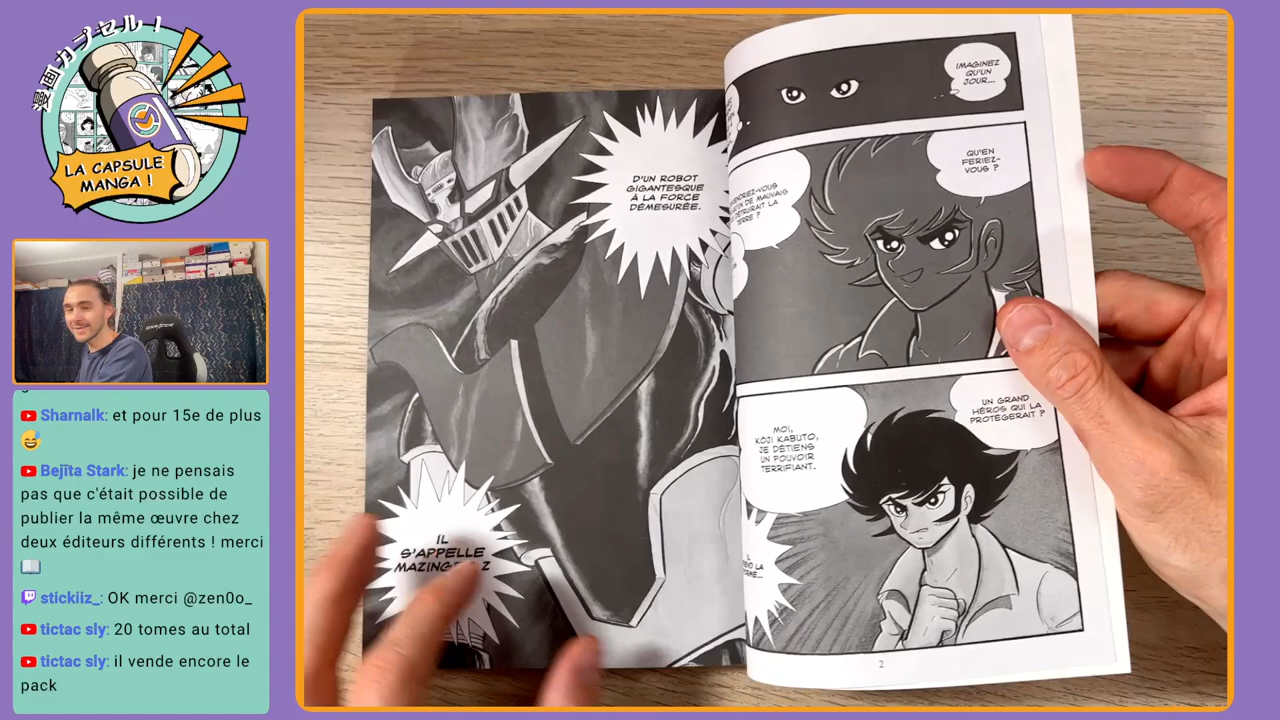 漫画カプセル！
LA CAPSULE
MANGA !
Sharnalk: et pour 15e de plus
Bejīta Stark: je ne pensais
pas que c'était possible de
publier la même œuvre chez
deux éditeurs différents ! merci
stickiiz_: OK merci @zen0o_
tictac sly: 20 tomes au total
tictac sly: il vende encore le
pack
D'UN ROBOT
GIGANTESQUE
À LA FORCE
DÉMESURÉE.
IL
S'APPELLE
IMAGINEZ
QU'UN
JOUR...
QU'EN
FERIEZ-
VOUS ?
DE MAUVAIS
LA
TERRE ?
UN GRAND
HÉROS QUI LA
PROTÉGERAIT ?
MOI,
KÔJI KABUTO,
JE DÉTIENS
UN POUVOIR
TERRIFIANT.
2